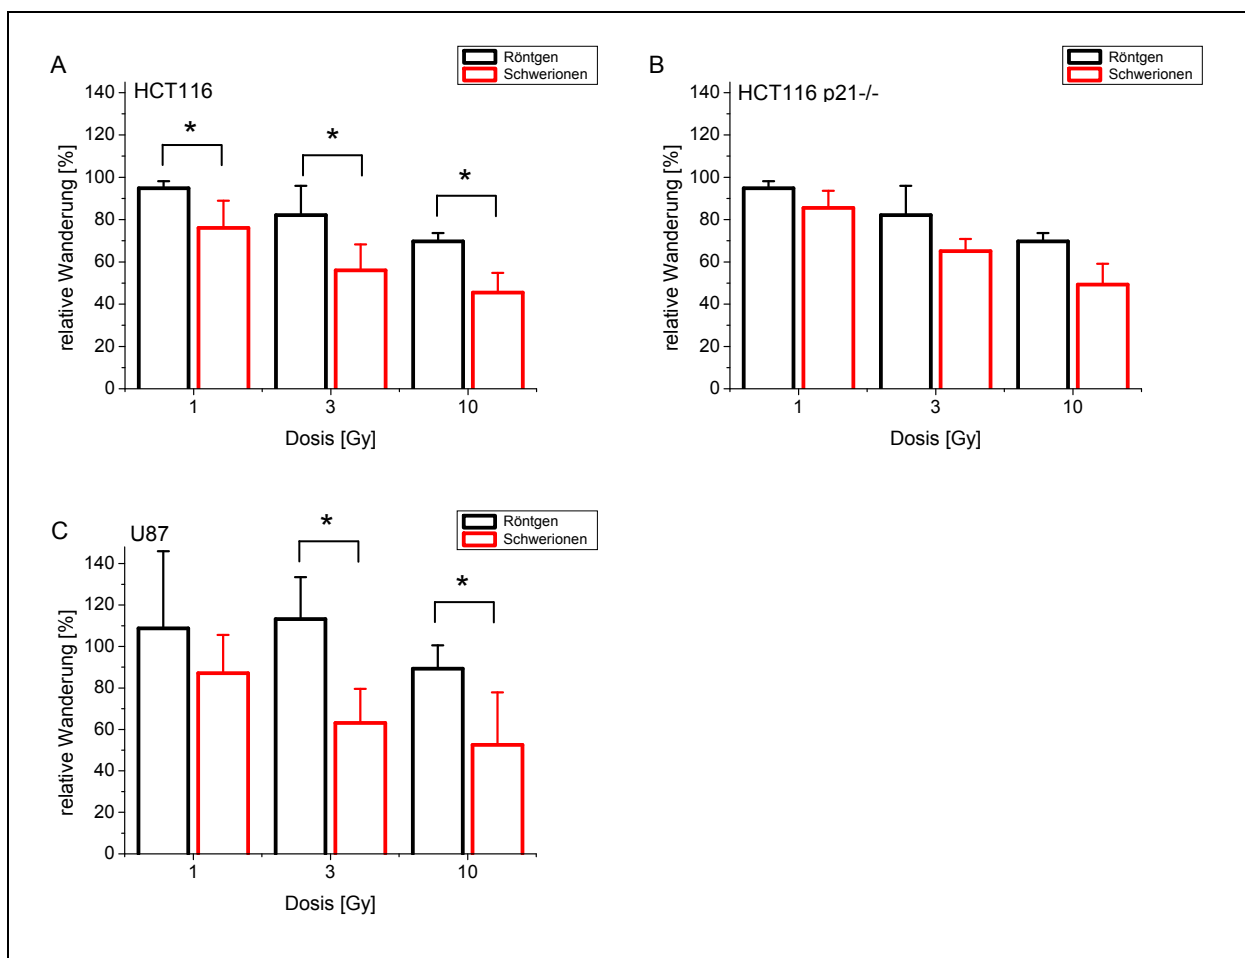 A
HCT116
Röntgen
Schwerionen
relative Wanderung [%]
140
120
100
80
60
40
20
0
*
*
*
1
3
10
Dosis [Gy]
B
HCT116 p21-/-
Röntgen
Schwerionen
relative Wanderung [%]
140
120
100
80
60
40
20
0
1
3
10
Dosis [Gy]
C
U87
Röntgen
Schwerionen
relative Wanderung [%]
140
120
100
80
60
40
20
0
*
*
1
3
10
Dosis [Gy]